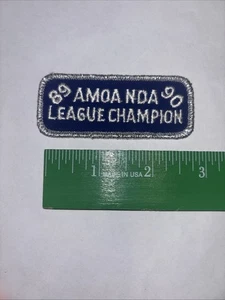 89 AMOA NDA 90
LEAGUE CHAMPION
1 MADE IN USA 2 3